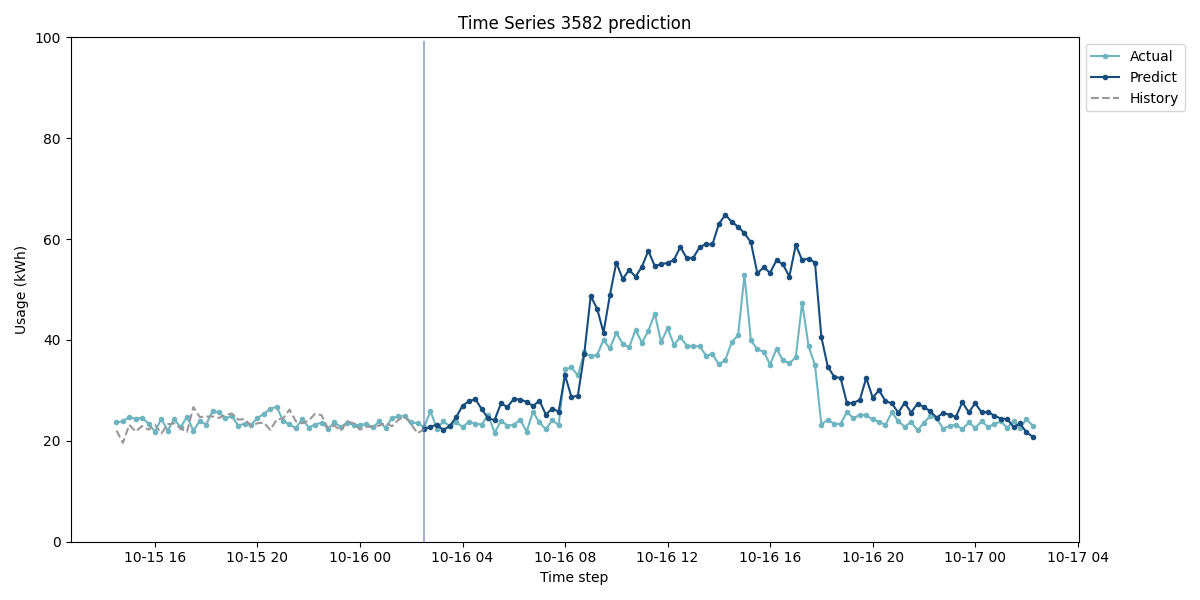 Time Series 3582 prediction
100
80
60
40
20
0
Usage (kWh)
10-15 16
10-15 20
10-16 00
10-16 04
10-16 08
10-16 12
10-16 16
10-16 20
10-17 00
10-17 04
Time step
Actual
Predict
History